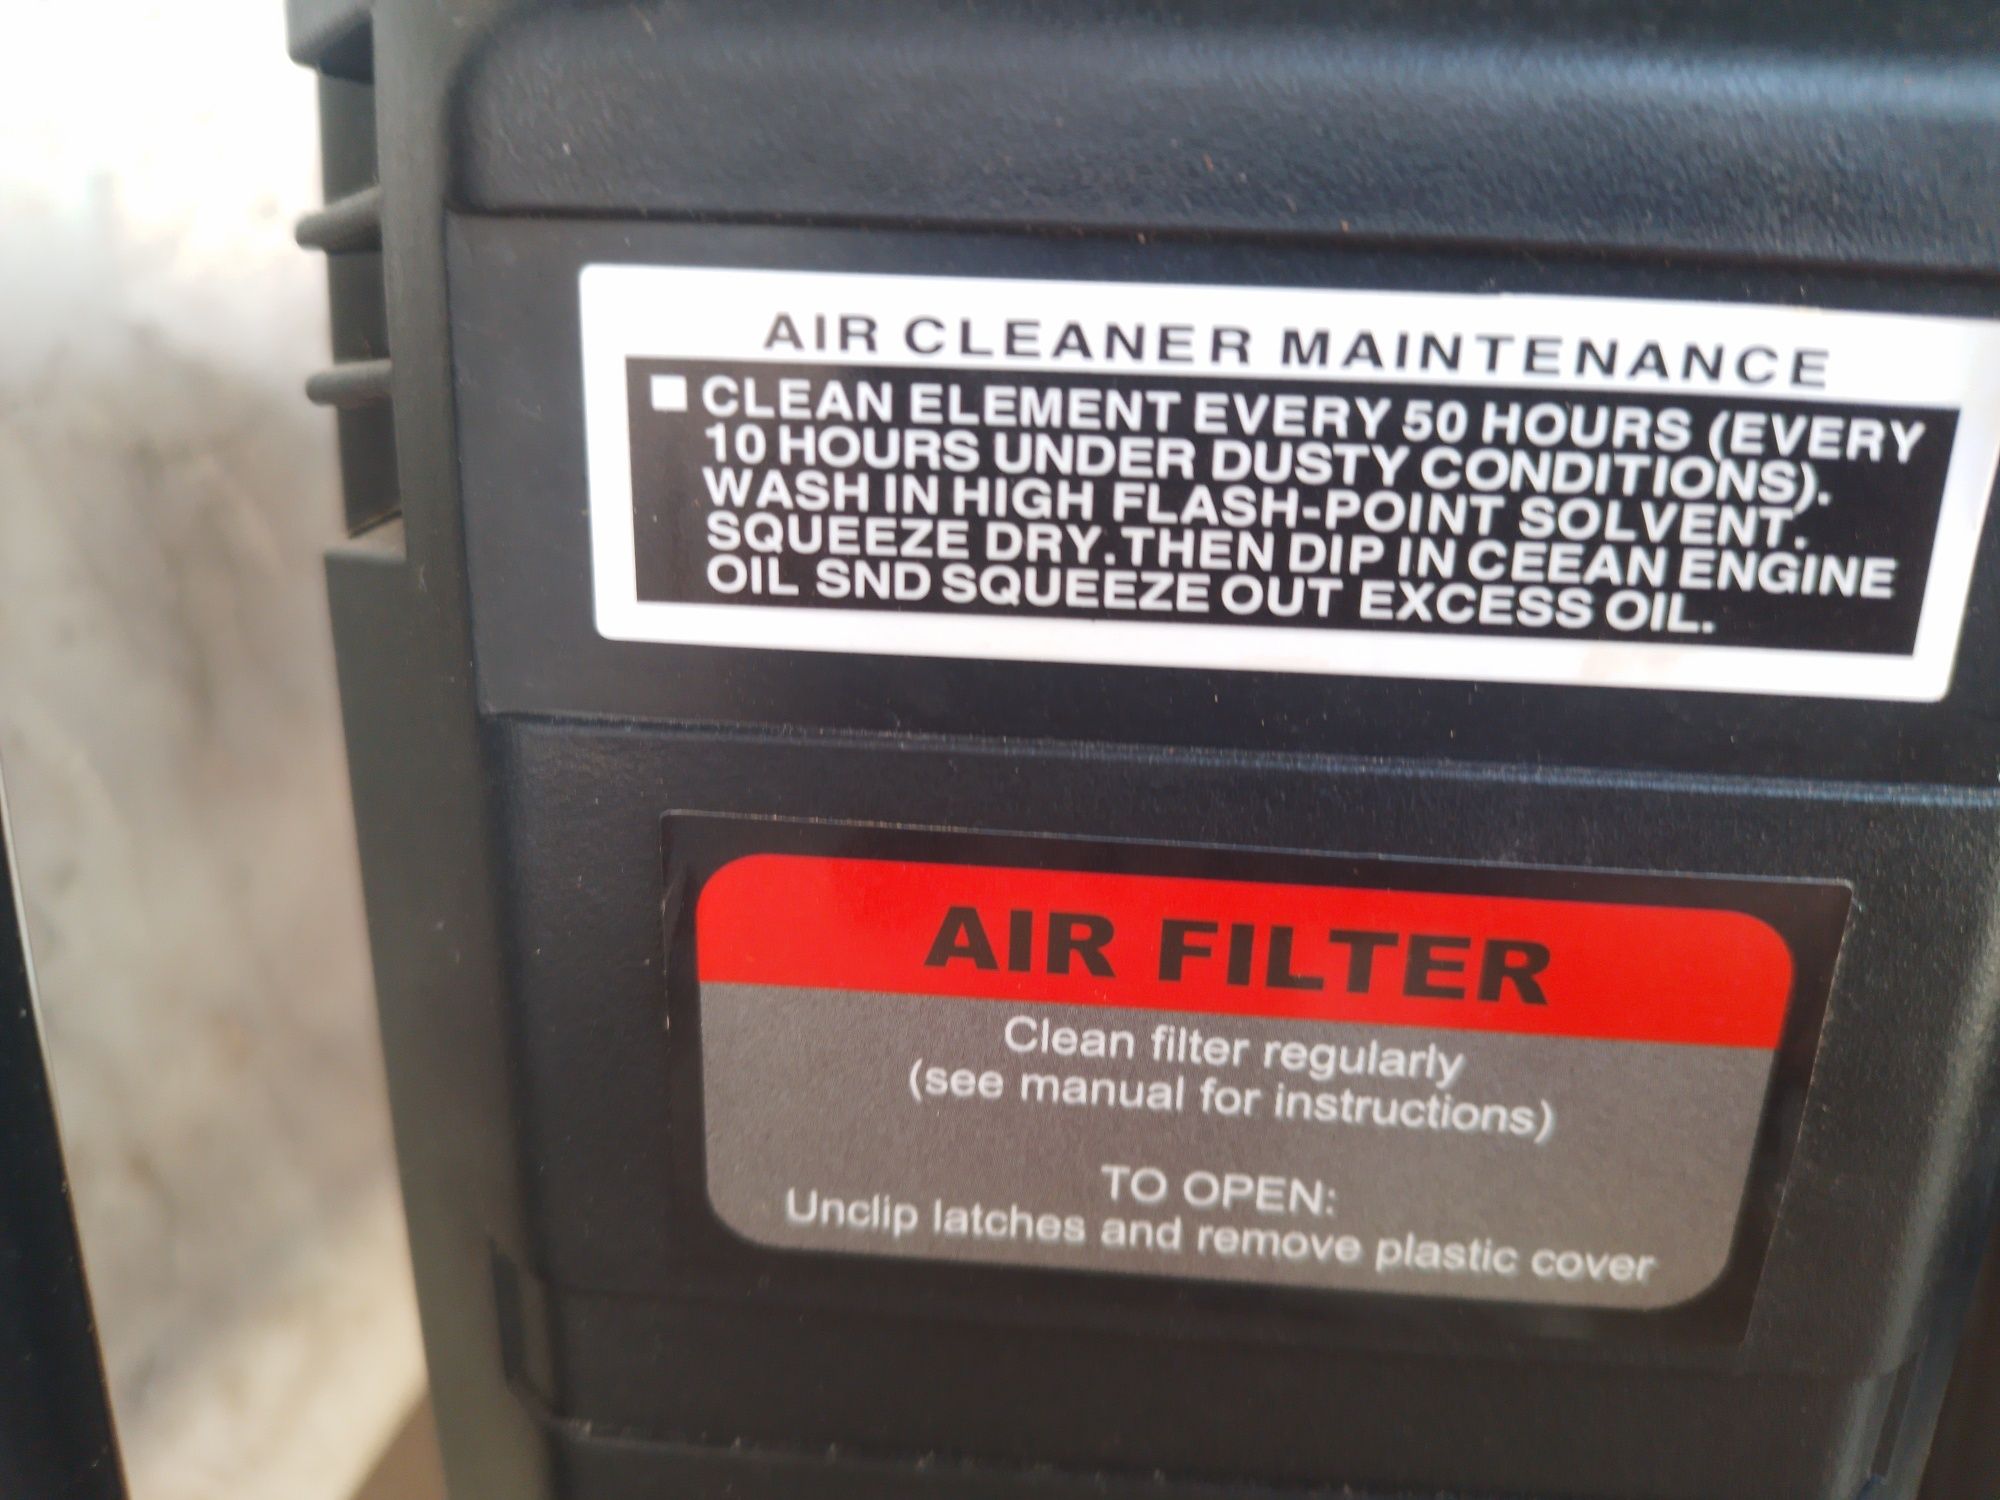 AIR CLEANER MAINTENANCE
■ CLEAN ELEMENT EVERY 50 HOURS (EVERY
10 HOURS UNDER DUSTY CONDITIONS).
WASH IN HIGH FLASH-POINT SOLVENT.
SQUEEZE DRY.THEN DIP IN CEEAN ENGINE
OIL SND SQUEEZE OUT EXCESS OIL.
AIR FILTER
Clean filter regularly
(see manual for instructions)
TO OPEN:
Unclip latches and remove plastic cover